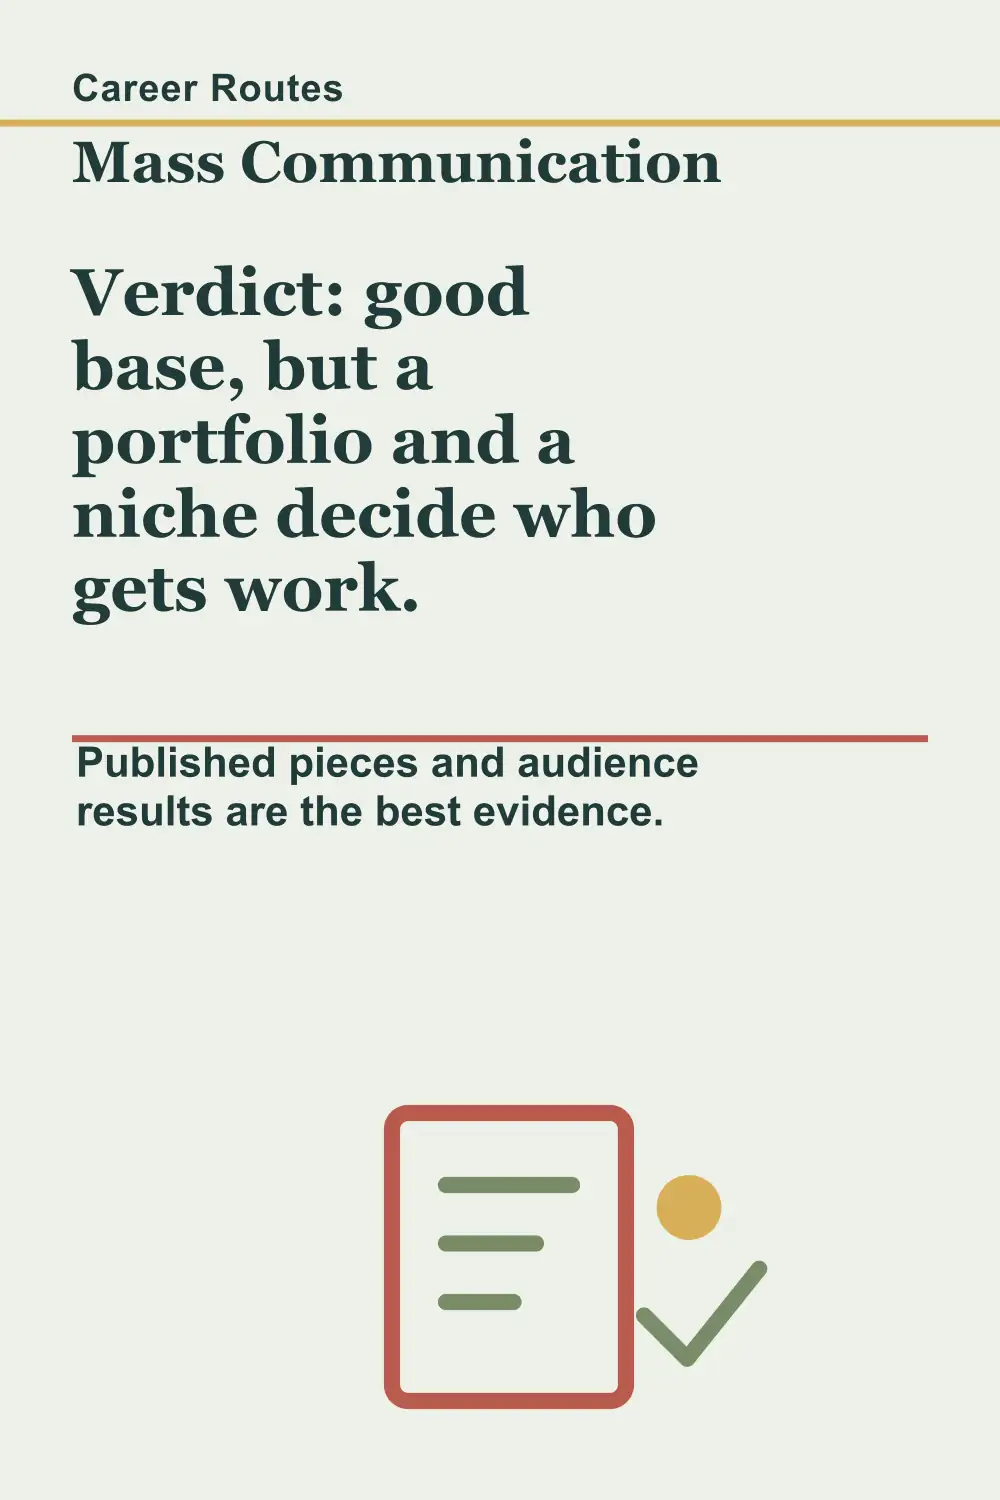 Career Routes
Mass Communication
Verdict: good
base, but a
portfolio and a
niche decide who
gets work.
Published pieces and audience
results are the best evidence.